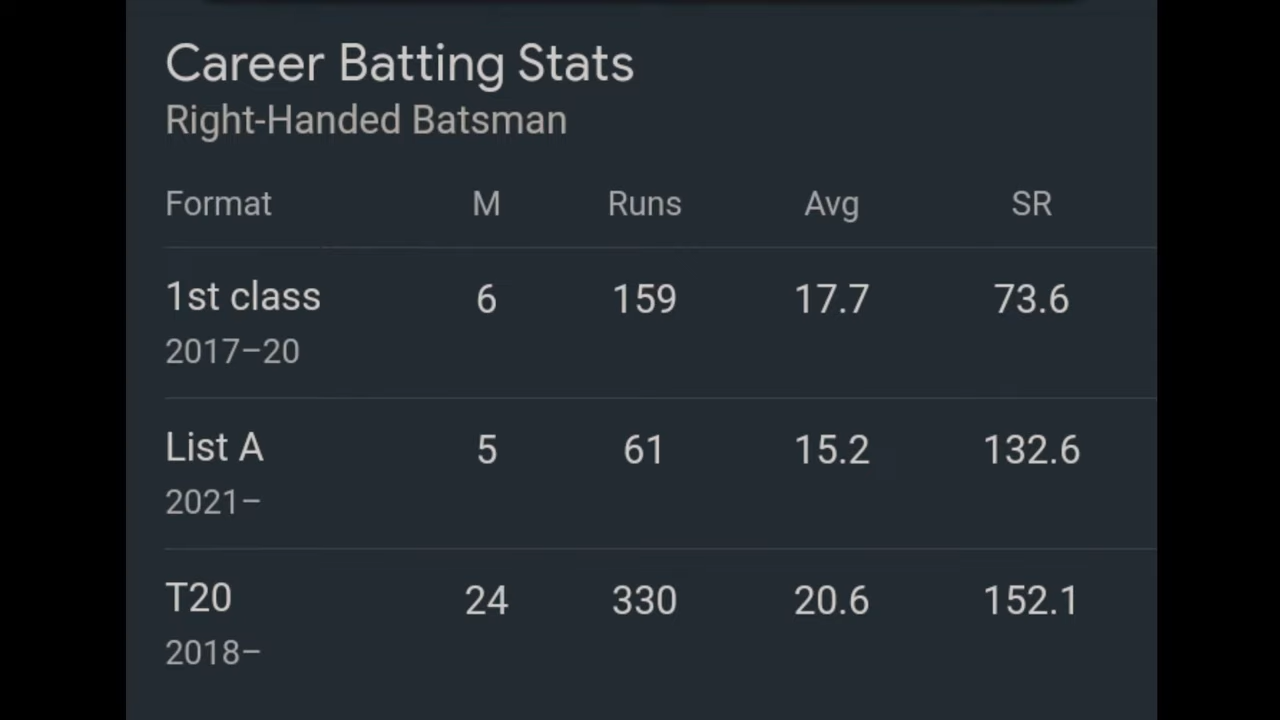 Career Batting Stats
Right-Handed Batsman
Format M Runs Avg SR
1st class 6 159 17.7 73.6
2017–20
List A 5 61 15.2 132.6
2021–
T20 24 330 20.6 152.1
2018–